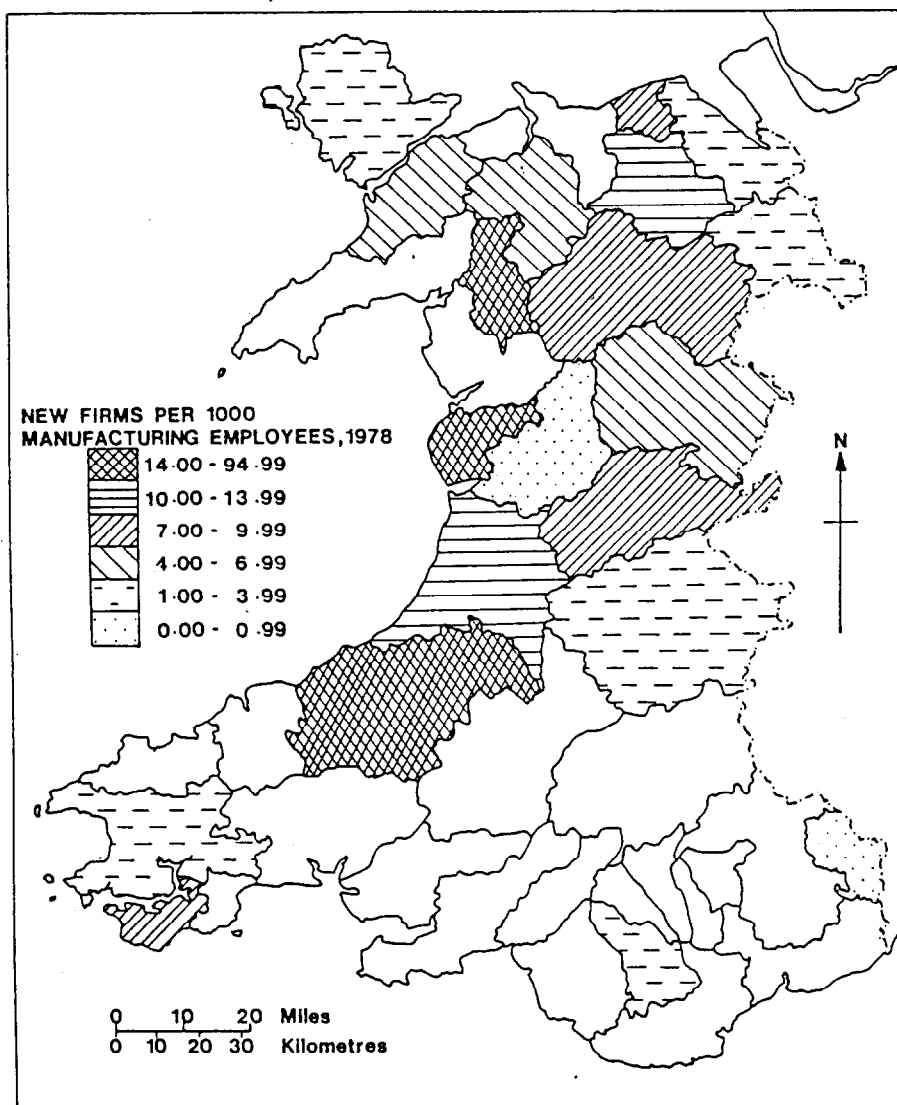 NEW FIRMS PER 1000
MANUFACTURING EMPLOYEES, 1978
14·00 - 94·99
10·00 - 13·99
7·00 - 9·99
4·00 - 6·99
1·00 - 3·99
0·00 - 0·99
N
0 10 20 Miles
0 10 20 30 Kilometres